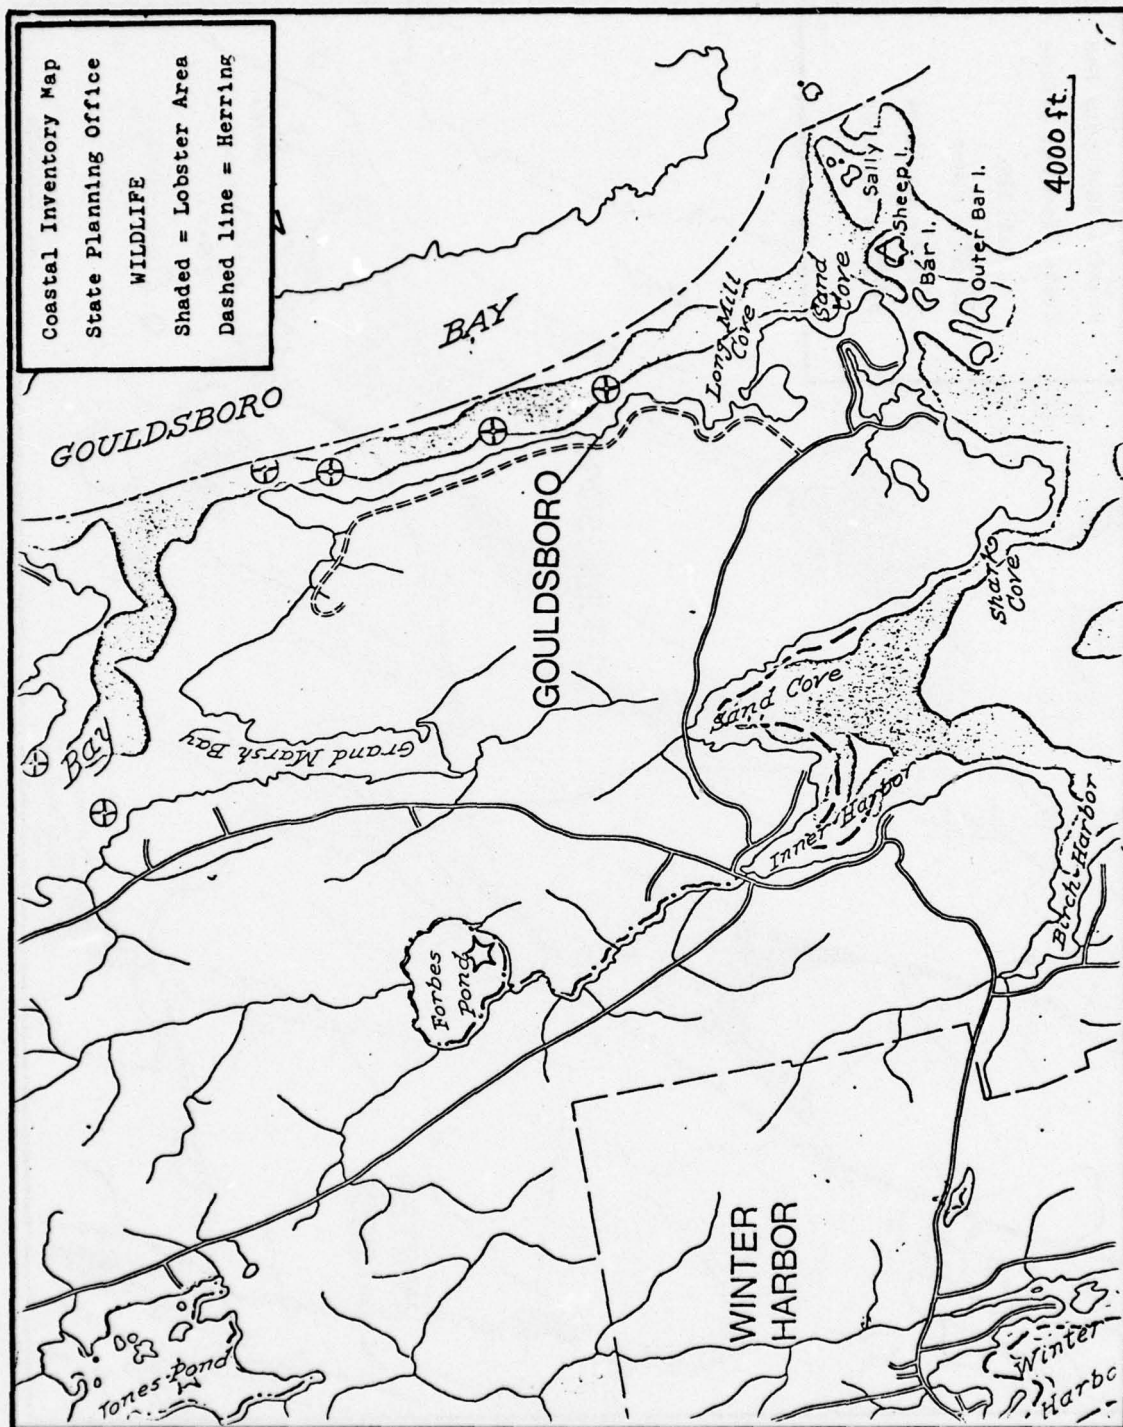 Coastal Inventory Map
State Planning Office
WILDLIFE
Shaded = Lobster Area
Dashed line = Herring
GOULDSBORO
BAY
Bay
Grand Marsh Bay
GOULDSBORO
Long Mill
Cove
Sand
Cove
Sally I.
Sheep I.
Bar I.
Outer Bar I.
4000 ft.
Shark
Cove
Sand Cove
Inner Harbor
Birch Harbor
Forbes
Pond
WINTER
HARBOR
Jones Pond
Winter
Harbo